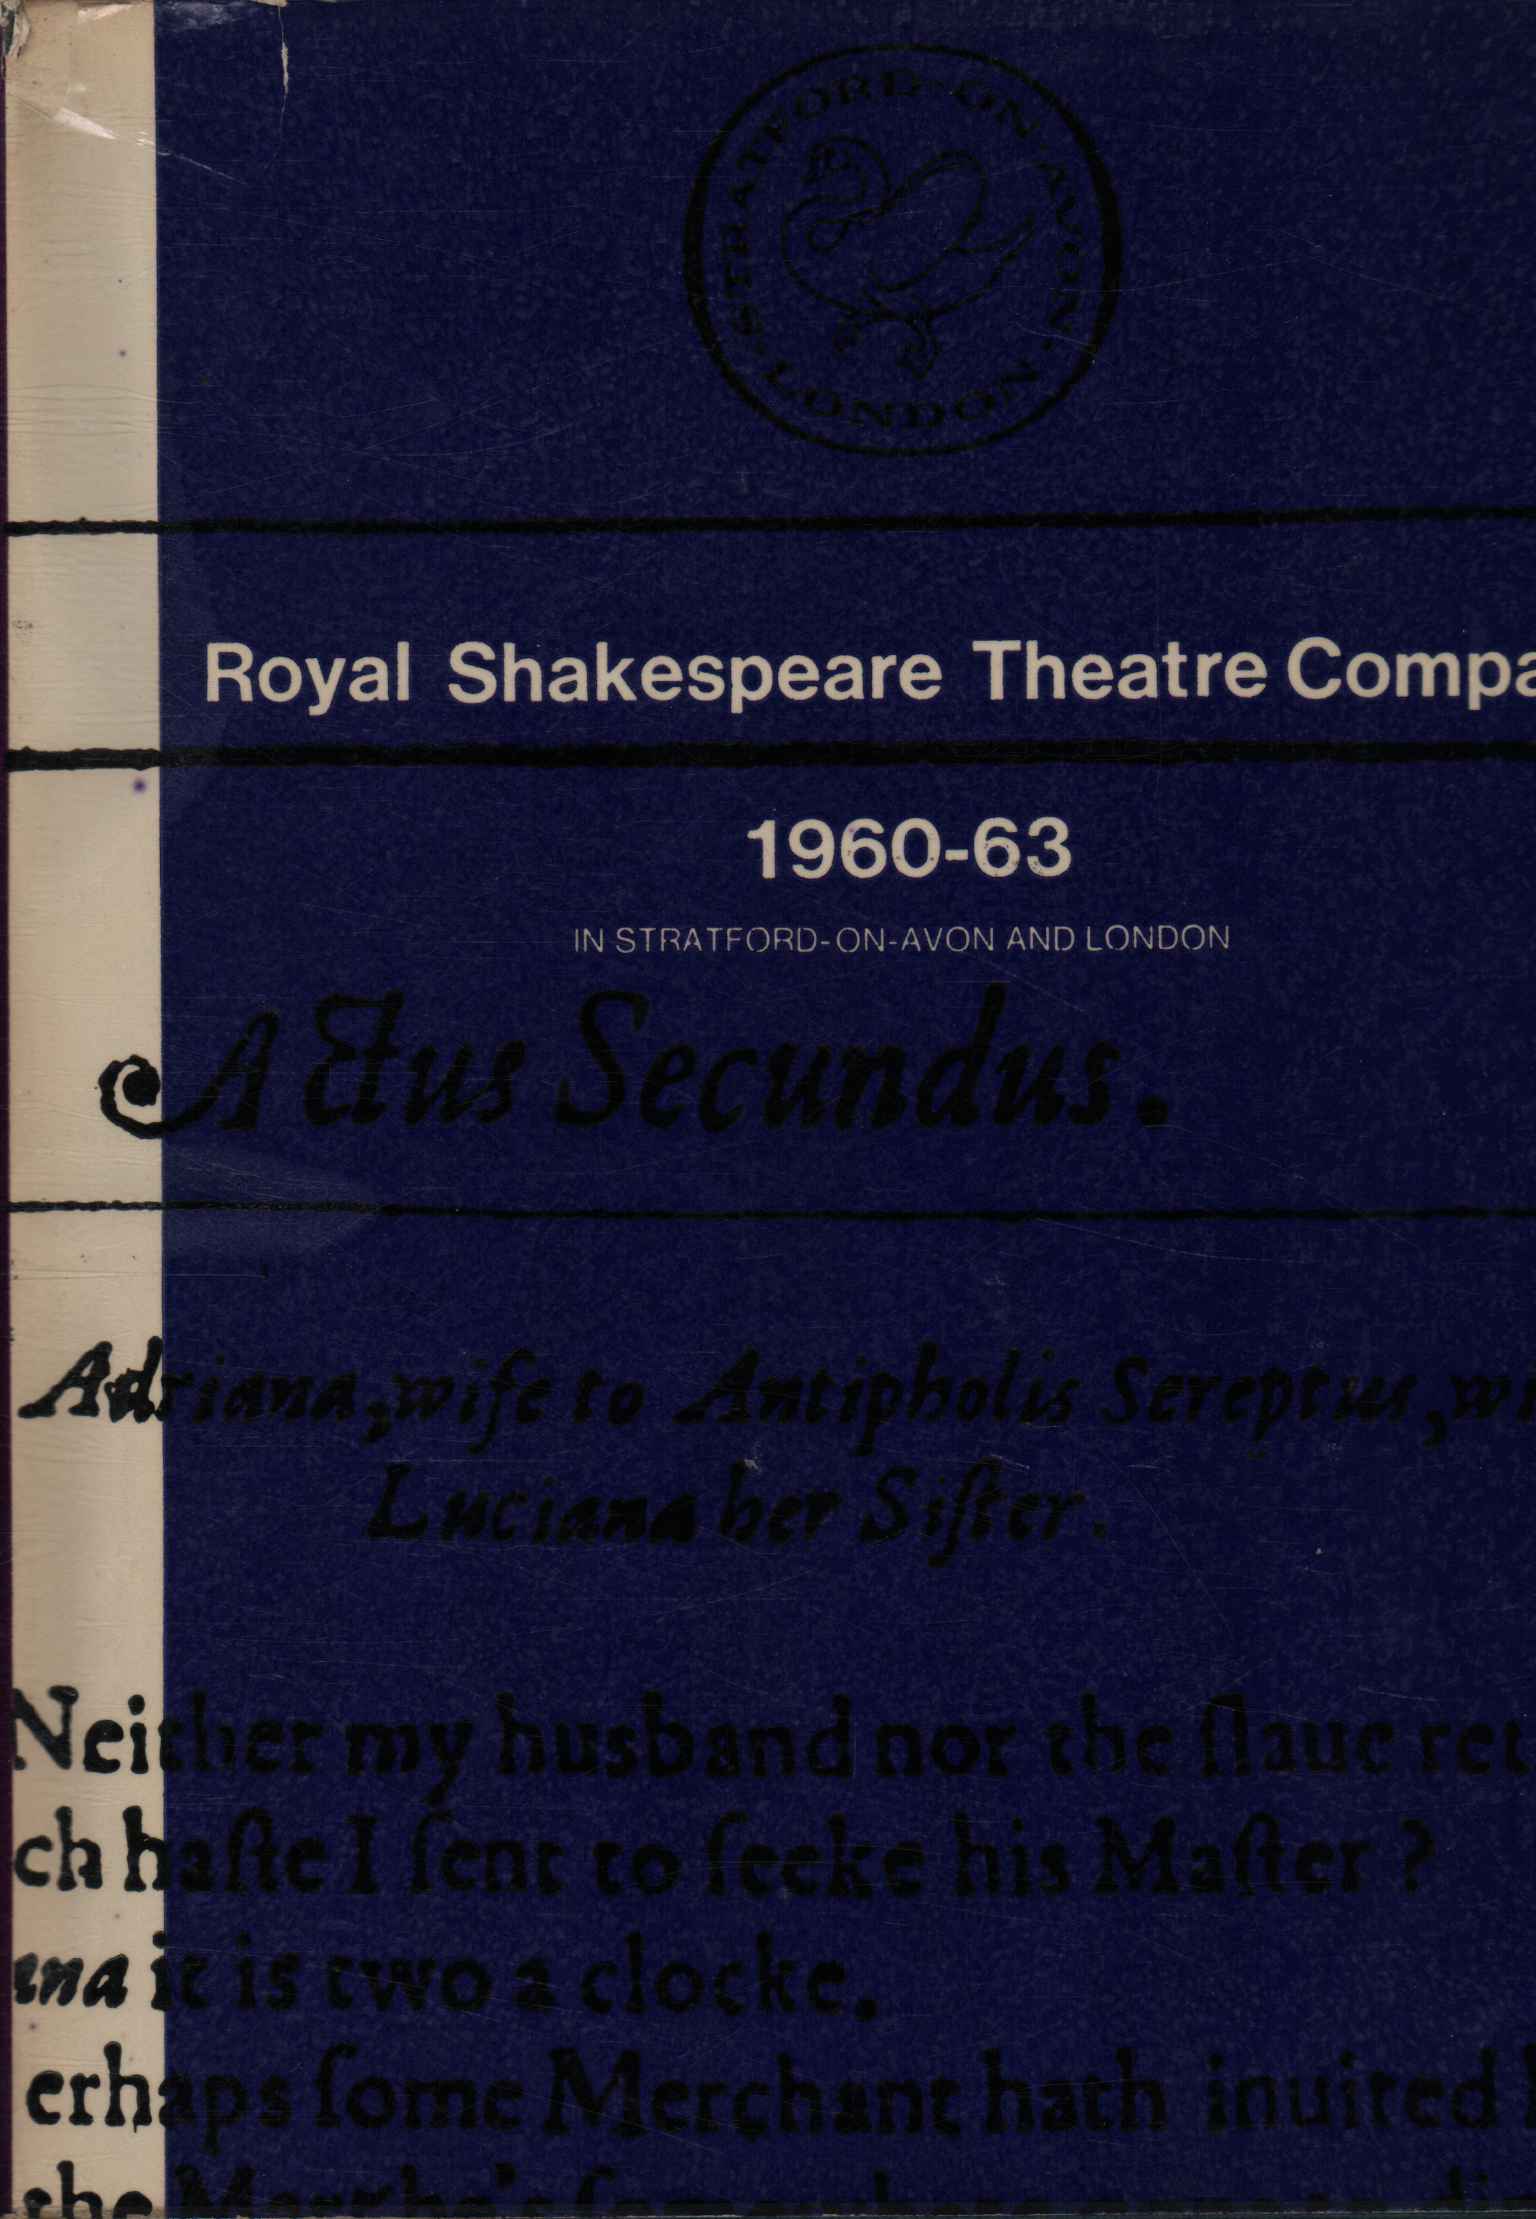 STRATFORD-ON-AVON
LONDON
Royal Shakespeare Theatre Compa
1960-63
IN STRATFORD-ON-AVON AND LONDON
Actus Secundus.
Adriana, wife to Antipholis Sereptus, wi
Luciana her Siſter.
Neither my husband nor the ſlaue ret
ch haſte I ſent to ſeeke his Maſter?
ana it is two a clocke.
erhaps ſome Merchant hath inuited
the